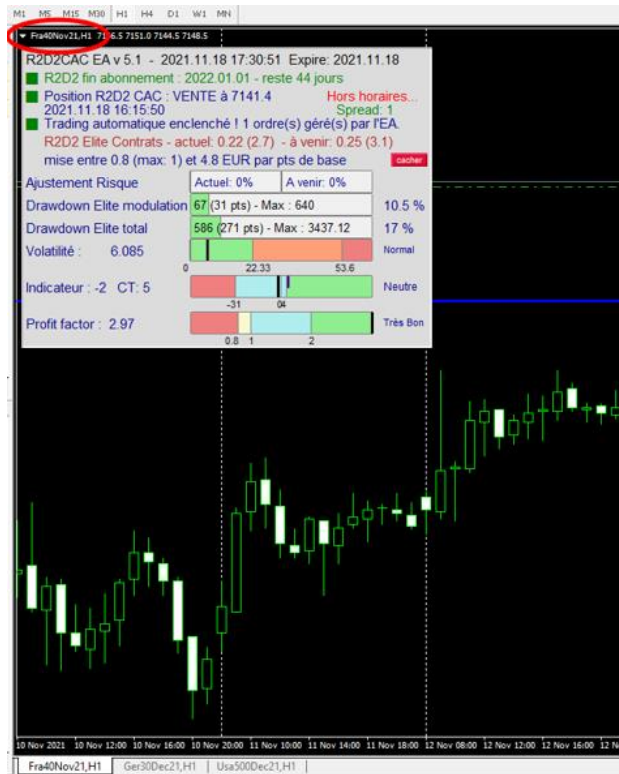 M1 M5 M15 M30 H1 H4 D1 W1 MN
Fra40Nov21,H1 7146.5 7151.0 7144.5 7148.5
R2D2CAC EA v 5.1 - 2021.11.18 17:30:51 Expire: 2021.11.18
R2D2 fin abonnement : 2022.01.01 - reste 44 jours
Position R2D2 CAC : VENTE à 7141.4 Hors horaires...
2021.11.18 16:15:50 Spread: 1
Trading automatique enclenché ! 1 ordre(s) géré(s) par l'EA.
R2D2 Elite Contrats - actuel: 0.22 (2.7) - à venir: 0.25 (3.1)
mise entre 0.8 (max: 1) et 4.8 EUR par pts de base cacher
Ajustement Risque Actuel: 0% A venir: 0%
Drawdown Elite modulation 67 (31 pts) - Max : 640 10.5 %
Drawdown Elite total 586 (271 pts) - Max : 3437.12 17 %
Volatilité : 6.085 Normal
0 22.33 53.6
Indicateur : -2 CT: 5 Neutre
-31 04
Profit factor : 2.97 Très Bon
0.8 1 2
10 Nov 2021 10 Nov 12:00 10 Nov 16:00 10 Nov 20:00 11 Nov 10:00 11 Nov 14:00 11 Nov 18:00 12 Nov 08:00 12 Nov 12:00 12 Nov 16:00
Fra40Nov21,H1 Ger30Dec21,H1 Usa500Dec21,H1